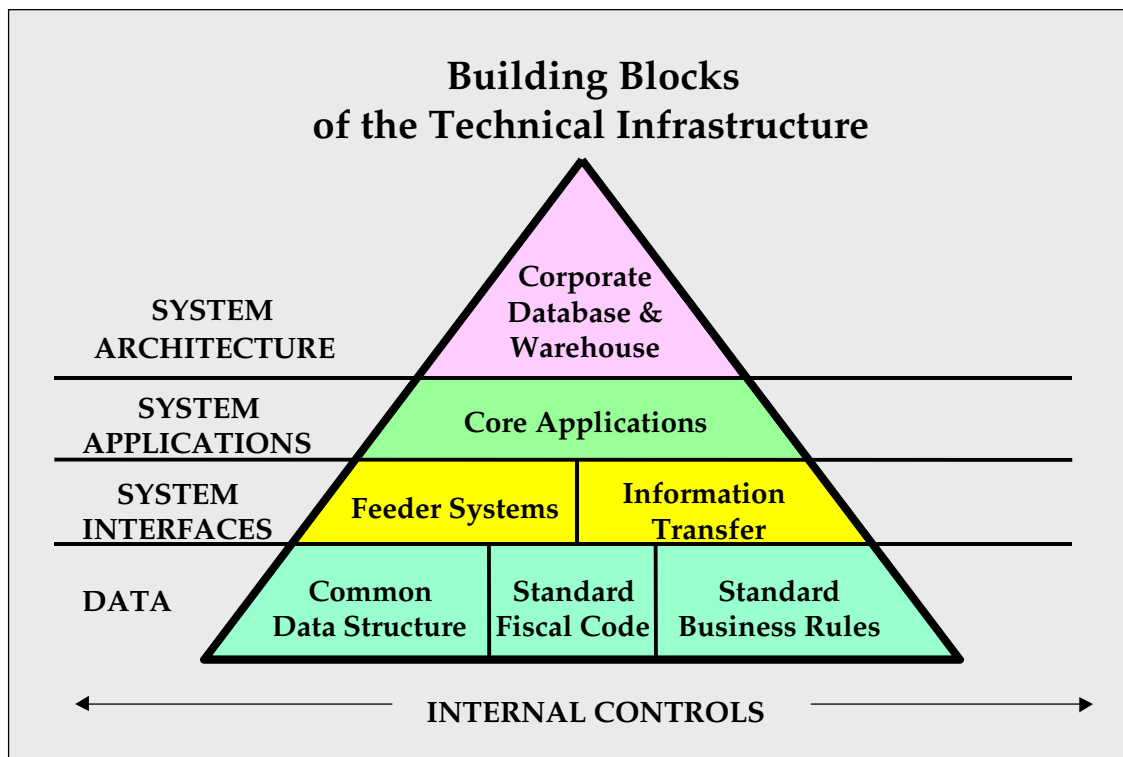 Building Blocks
of the Technical Infrastructure
SYSTEM
ARCHITECTURE
Corporate
Database &
Warehouse
SYSTEM
APPLICATIONS
Core Applications
SYSTEM
INTERFACES
Feeder Systems
Information
Transfer
DATA
Common
Data Structure
Standard
Fiscal Code
Standard
Business Rules
INTERNAL CONTROLS